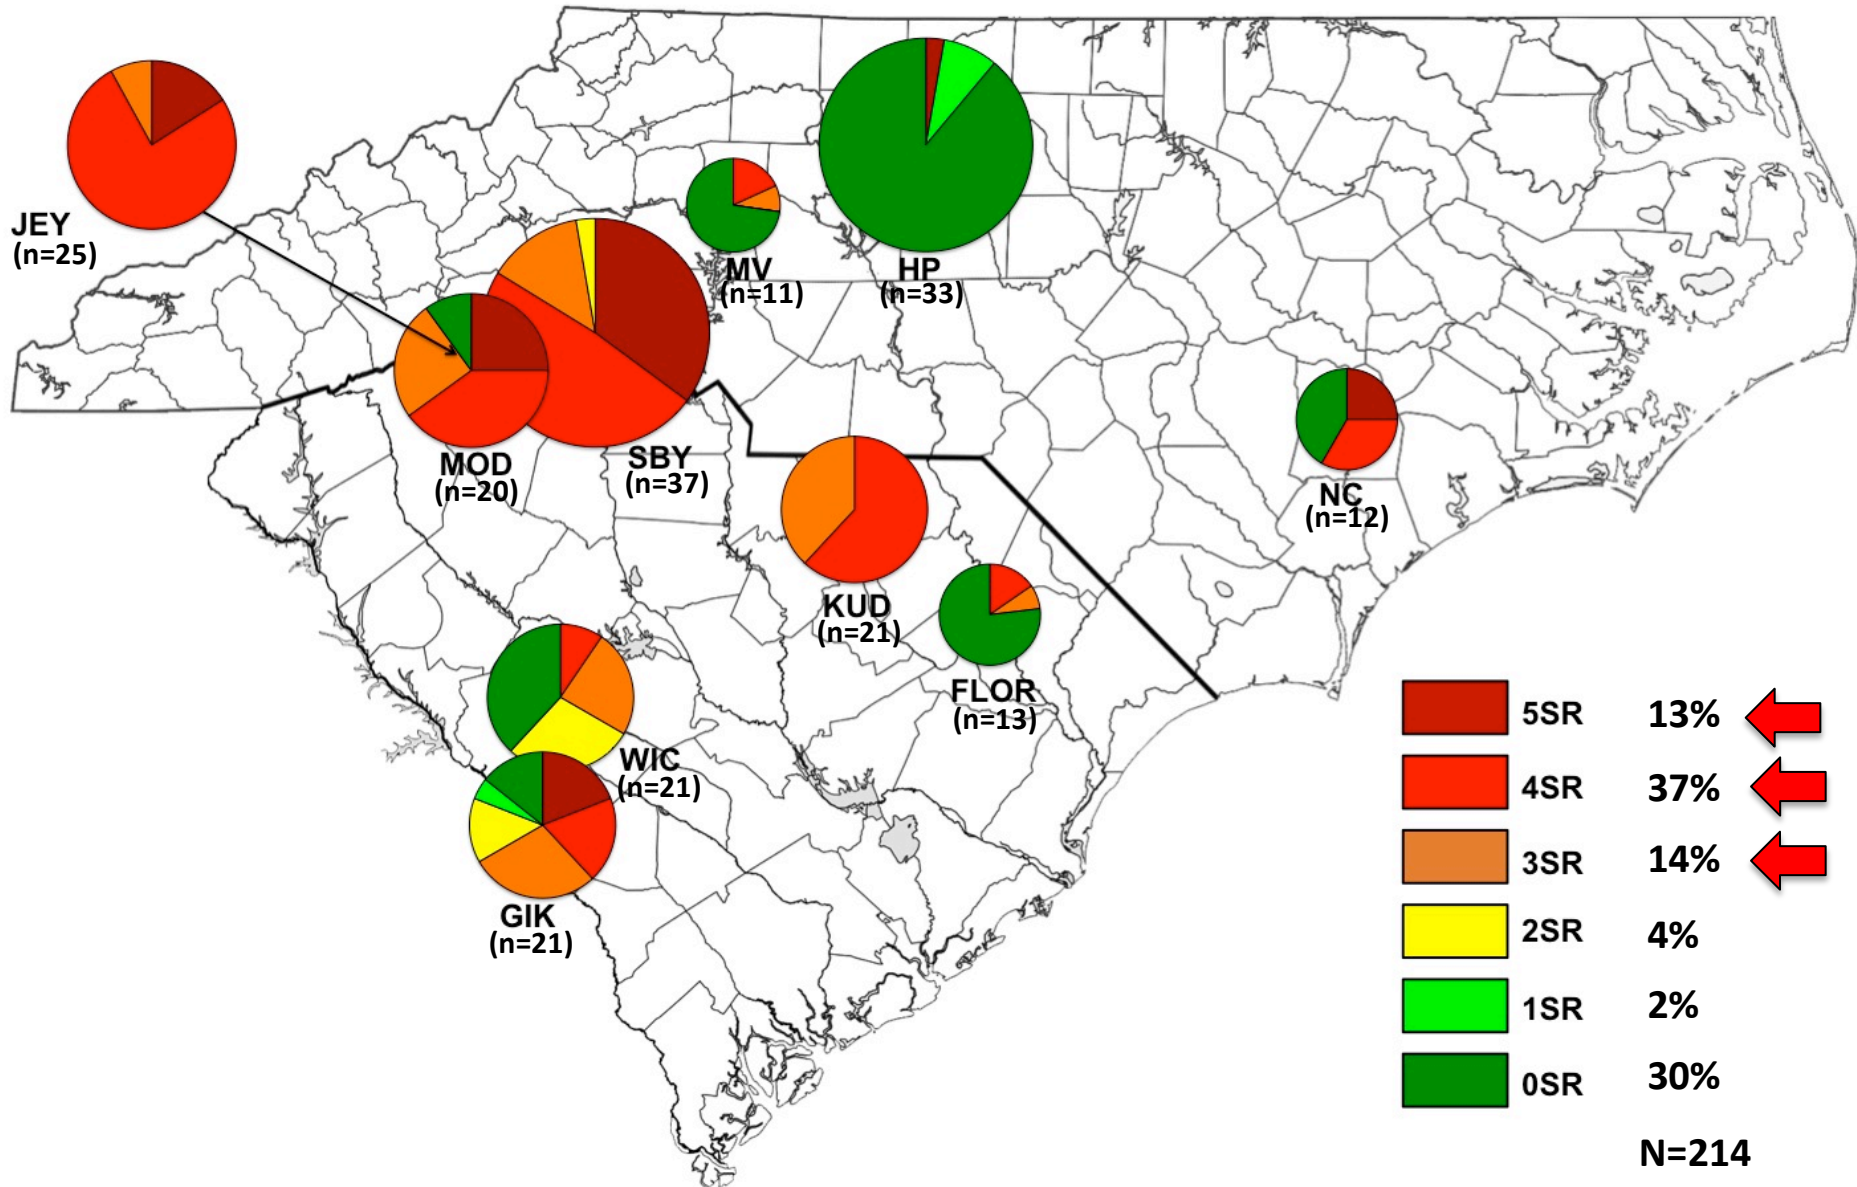 JEY
(n=25)
MV
(n=11)
HP
(n=33)
MOD
(n=20)
SBY
(n=37)
NC
(n=12)
KUD
(n=21)
FLOR
(n=13)
WIC
(n=21)
GIK
(n=21)
5SR 13%
4SR 37%
3SR 14%
2SR 4%
1SR 2%
0SR 30%
N=214